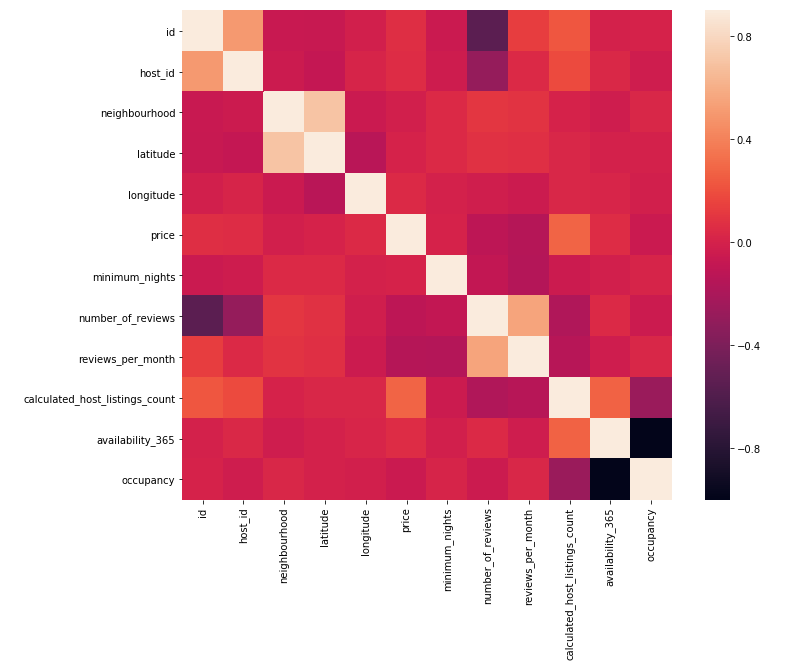 id
host_id
neighbourhood
latitude
longitude
price
minimum_nights
number_of_reviews
reviews_per_month
calculated_host_listings_count
availability_365
occupancy
id
host_id
neighbourhood
latitude
longitude
price
minimum_nights
number_of_reviews
reviews_per_month
calculated_host_listings_count
availability_365
occupancy
0.8
0.4
0.0
−0.4
−0.8